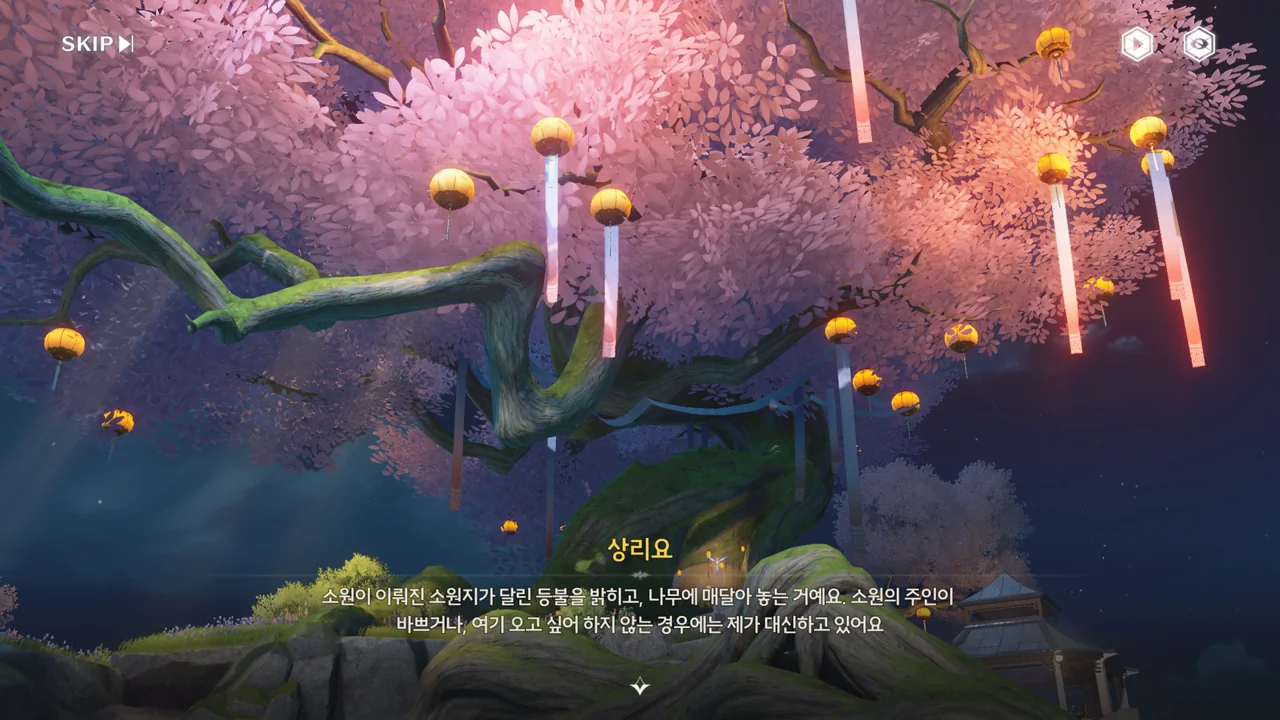 SKIP
상리요
소원이 이뤄진 소원지가 달린 등불을 밝히고, 나무에 매달아 놓는 거예요. 소원의 주인이
바쁘거나, 여기 오고 싶어 하지 않는 경우에는 제가 대신하고 있어요